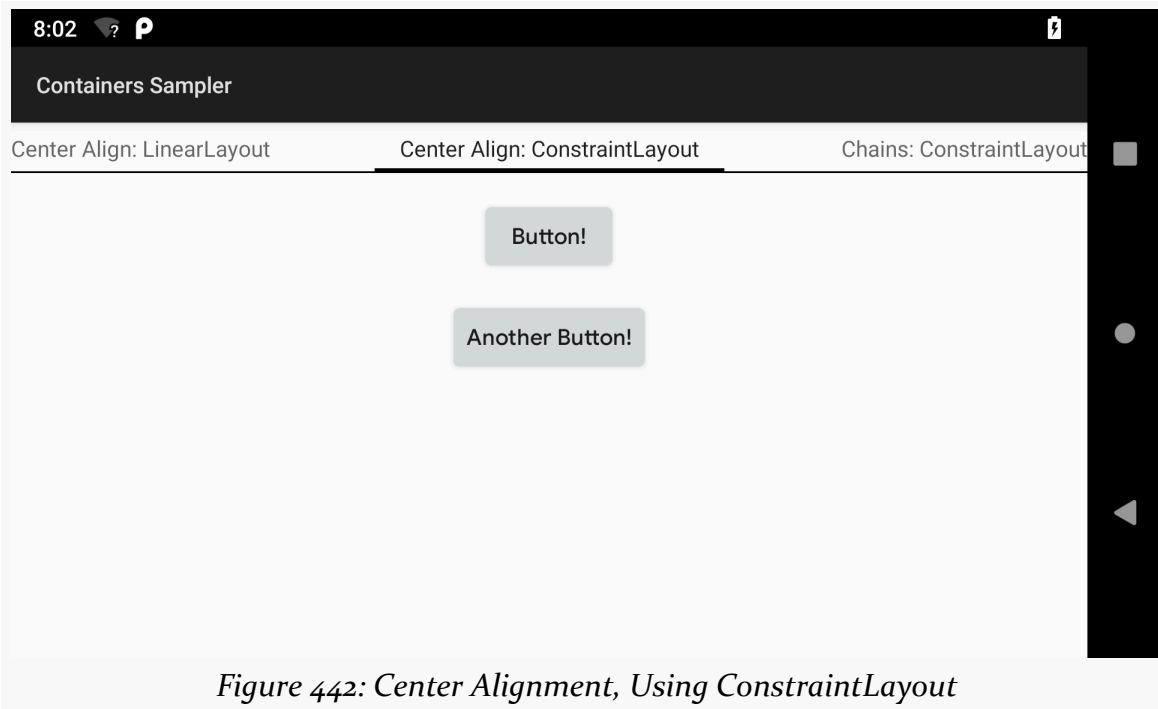 8:02
Containers Sampler
Center Align: LinearLayout Center Align: ConstraintLayout Chains: ConstraintLayout
Button!
Another Button!
Figure 442: Center Alignment, Using ConstraintLayout